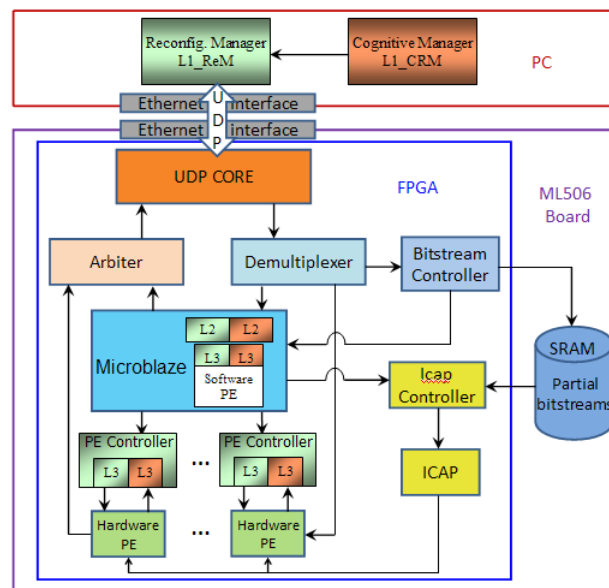 Reconfig. Manager
L1_ReM
Cognitive Manager
L1_CRM
PC
Ethernet interface
Ethernet interface
UDP
UDP CORE
FPGA
ML506
Board
Arbiter
Demultiplexer
Bitstream
Controller
Microblaze
L2 L2
L3 L3
Software
PE
Icap
Controller
SRAM
Partial
bitstreams
PE Controller
L3 L3
...
PE Controller
L3 L3
ICAP
Hardware
PE
...
Hardware
PE